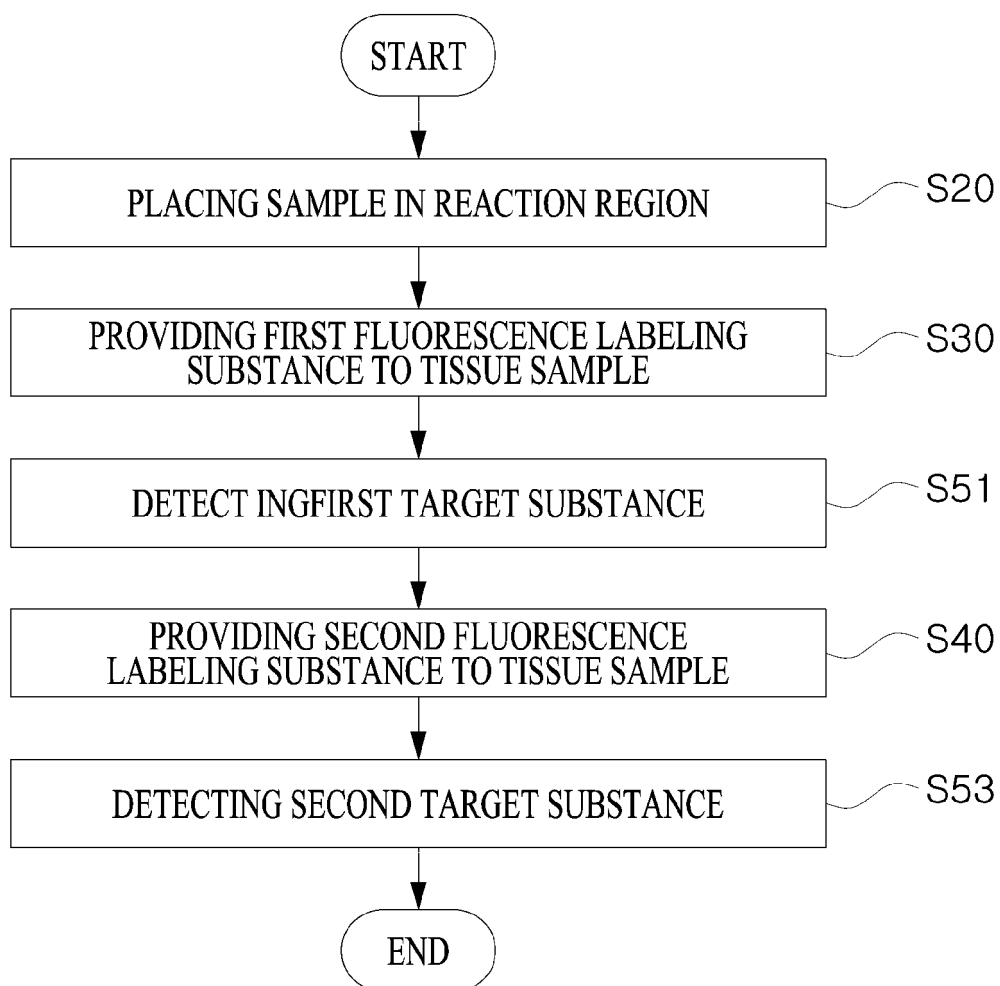 START
PLACING SAMPLE IN REACTION REGION
S20
PROVIDING FIRST FLUORESCENCE LABELING
SUBSTANCE TO TISSUE SAMPLE
S30
DETECT INGFIRST TARGET SUBSTANCE
S51
PROVIDING SECOND FLUORESCENCE
LABELING SUBSTANCE TO TISSUE SAMPLE
S40
DETECTING SECOND TARGET SUBSTANCE
S53
END